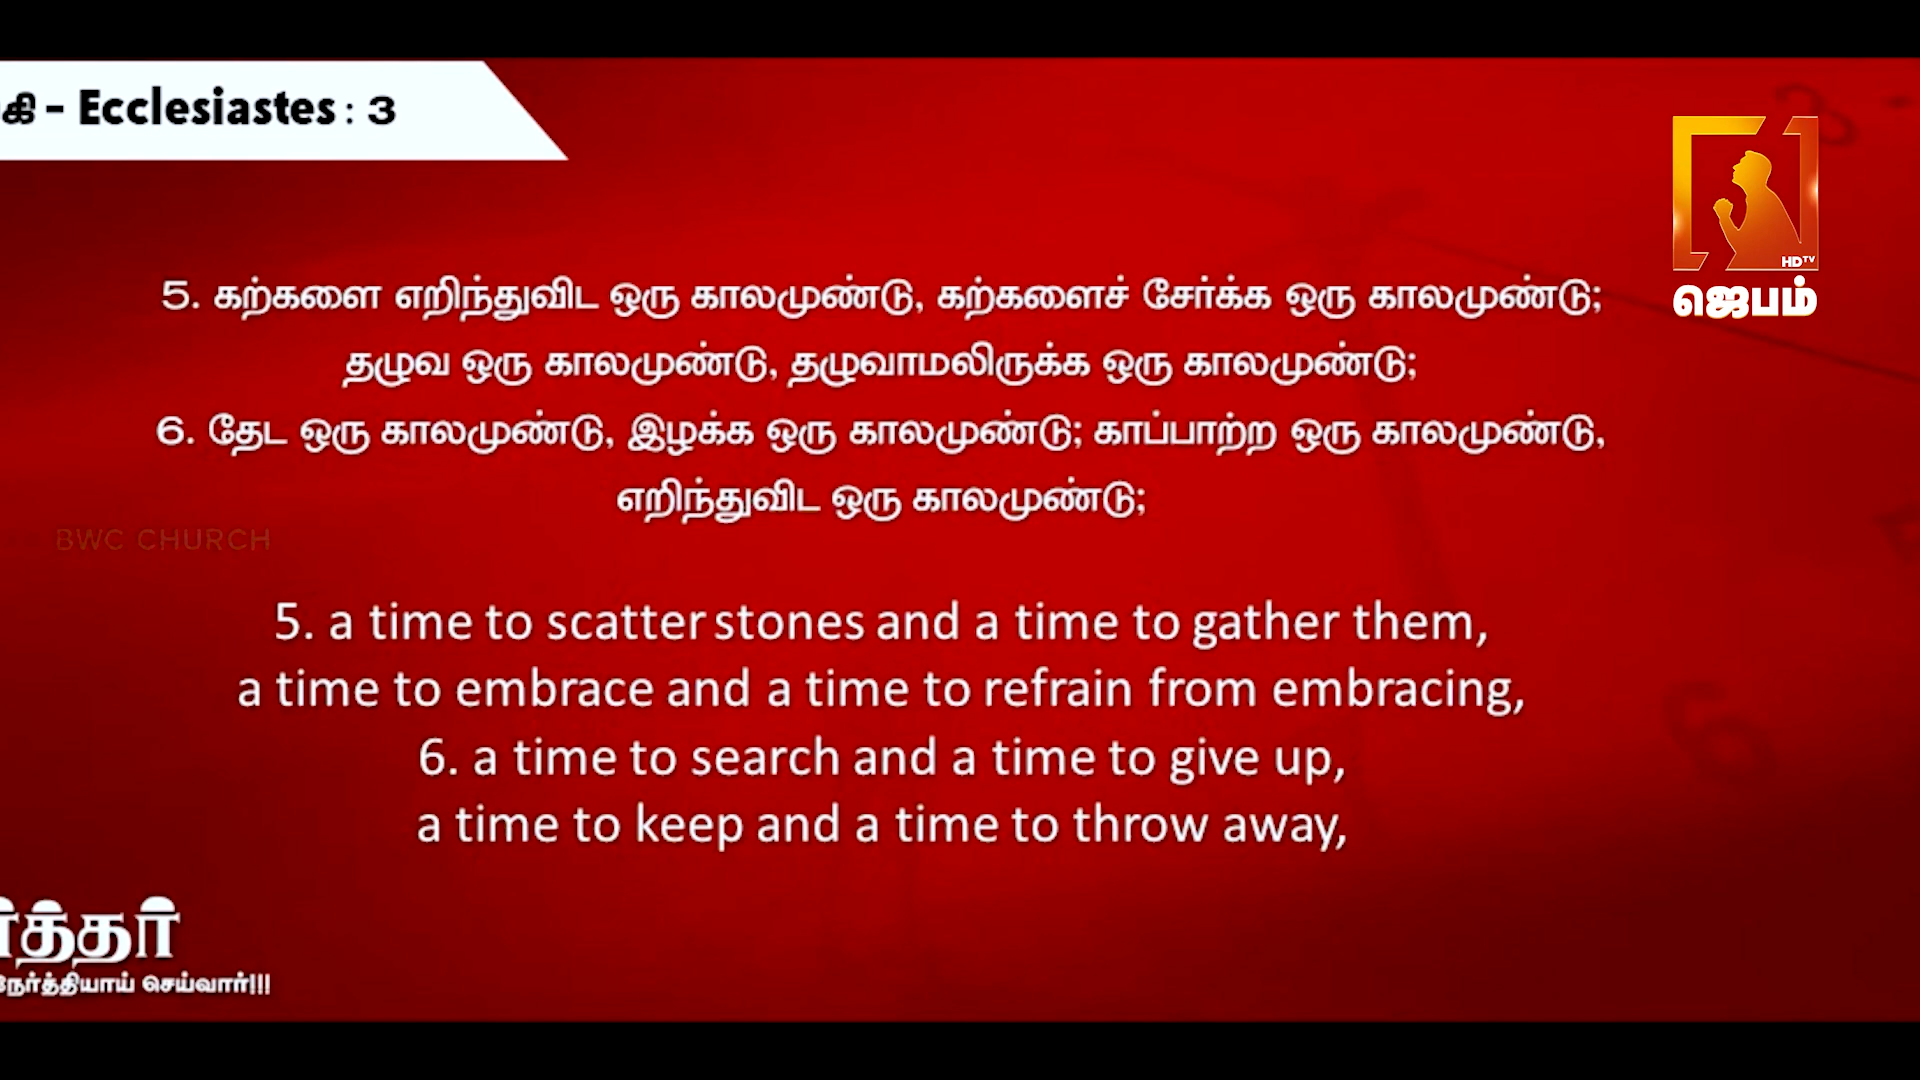 கி - Ecclesiastes : 3
HD TV
ஜெபம்
5. கற்களை எறிந்துவிட ஒரு காலமுண்டு, கற்களைச் சேர்க்க ஒரு காலமுண்டு;
தழுவ ஒரு காலமுண்டு, தழுவாமலிருக்க ஒரு காலமுண்டு;
6. தேட ஒரு காலமுண்டு, இழக்க ஒரு காலமுண்டு; காப்பாற்ற ஒரு காலமுண்டு,
எறிந்துவிட ஒரு காலமுண்டு;
BWC CHURCH
5. a time to scatter stones and a time to gather them,
a time to embrace and a time to refrain from embracing,
6. a time to search and a time to give up,
a time to keep and a time to throw away,
ர்த்தர்
நேர்த்தியாய் செய்வார்!!!